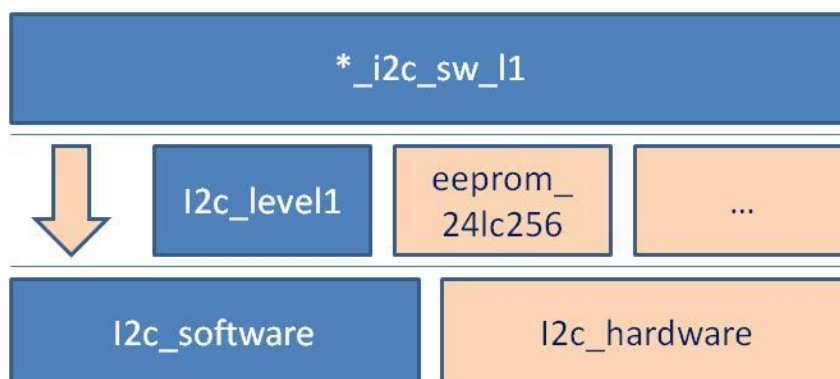 *_i2c_sw_l1
I2c_level1
eeprom_
24lc256
...
I2c_software
I2c_hardware